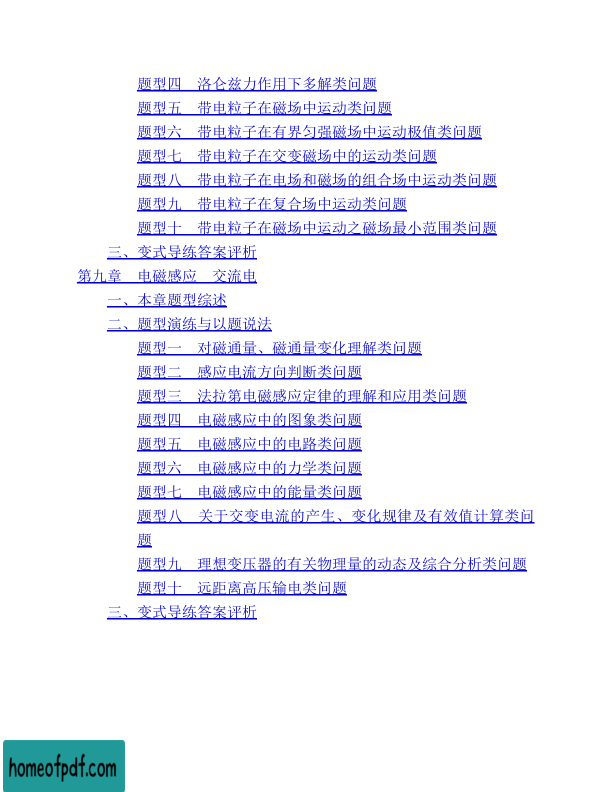 题型四　洛仑兹力作用下多解类问题
题型五　带电粒子在磁场中运动类问题
题型六　带电粒子在有界匀强磁场中运动极值类问题
题型七　带电粒子在交变磁场中的运动类问题
题型八　带电粒子在电场和磁场的组合场中运动类问题
题型九　带电粒子在复合场中运动类问题
题型十　带电粒子在磁场中运动之磁场最小范围类问题
三、变式导练答案评析
第九章　电磁感应　交流电
一、本章题型综述
二、题型演练与以题说法
题型一　对磁通量、磁通量变化理解类问题
题型二　感应电流方向判断类问题
题型三　法拉第电磁感应定律的理解和应用类问题
题型四　电磁感应中的图象类问题
题型五　电磁感应中的电路类问题
题型六　电磁感应中的力学类问题
题型七　电磁感应中的能量类问题
题型八　关于交变电流的产生、变化规律及有效值计算类问
题
题型九　理想变压器的有关物理量的动态及综合分析类问题
题型十　远距离高压输电类问题
三、变式导练答案评析
homeofpdf.com